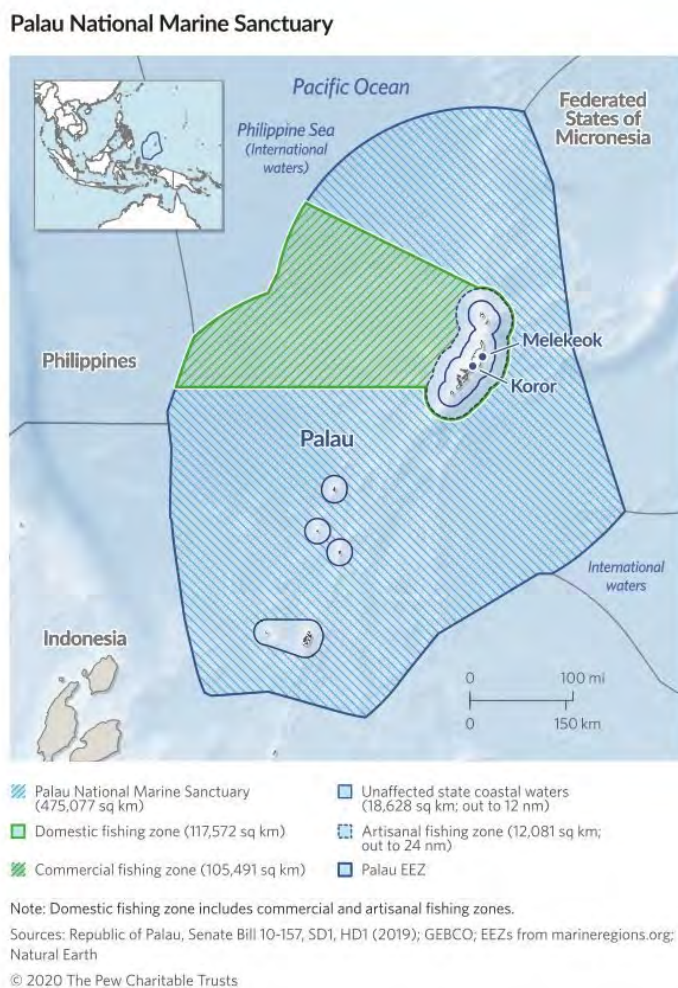 Palau National Marine Sanctuary
Pacific Ocean
Philippine Sea
(International
waters)
Federated
States of
Micronesia
Philippines
Melekeok
Koror
Palau
International
waters
Indonesia
0 100 mi
0 150 km
Palau National Marine Sanctuary
(475,077 sq km)
Domestic fishing zone (117,572 sq km)
Commercial fishing zone (105,491 sq km)
Unaffected state coastal waters
(18,628 sq km; out to 12 nm)
Artisanal fishing zone (12,081 sq km;
out to 24 nm)
Palau EEZ
Note: Domestic fishing zone includes commercial and artisanal fishing zones.
Sources: Republic of Palau, Senate Bill 10-157, SD1, HD1 (2019); GEBCO; EEZs from marineregions.org;
Natural Earth
© 2020 The Pew Charitable Trusts